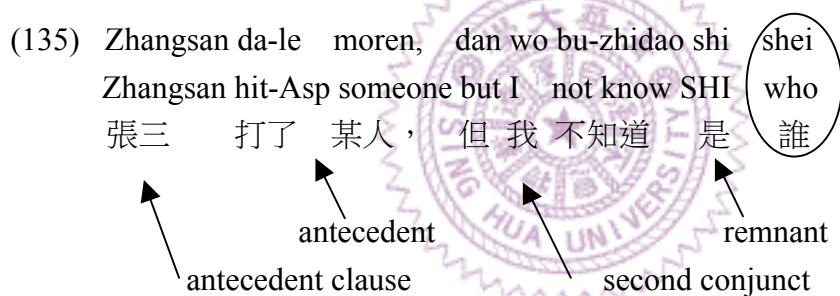 (135) Zhangsan da-le moren, dan wo bu-zhidao shi shei
Zhangsan hit-Asp someone but I not know SHI who
張三 打了 某人， 但 我 不知道 是 誰
antecedent remnant
antecedent clause second conjunct